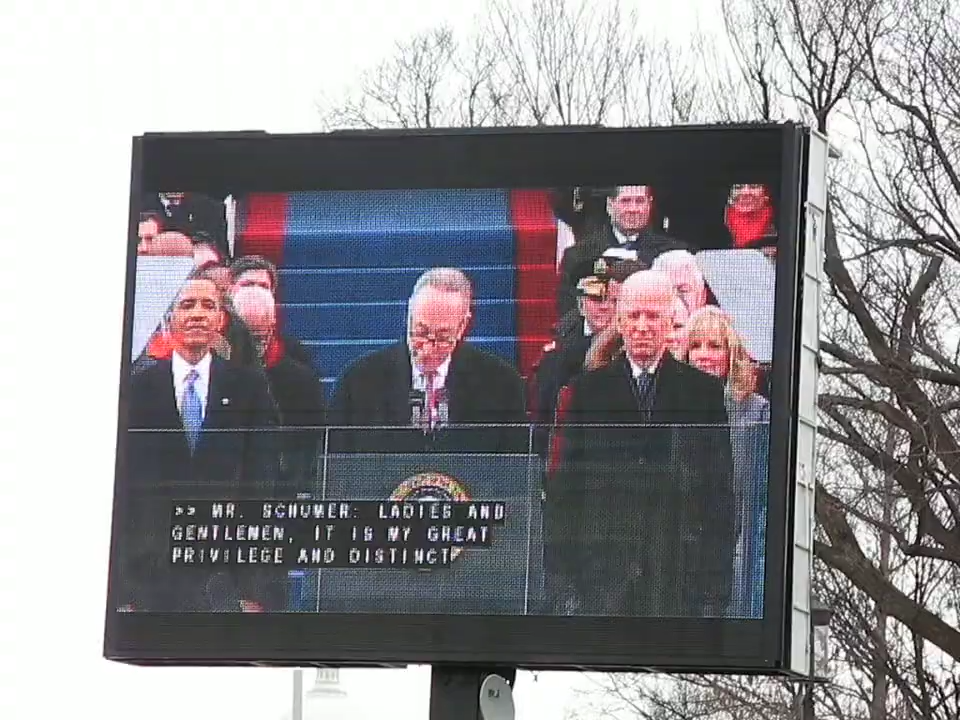 >> MR. SCHUMER: LADIES AND
GENTLEMEN, IT IS MY GREAT
PRIVILEGE AND DISTINCT